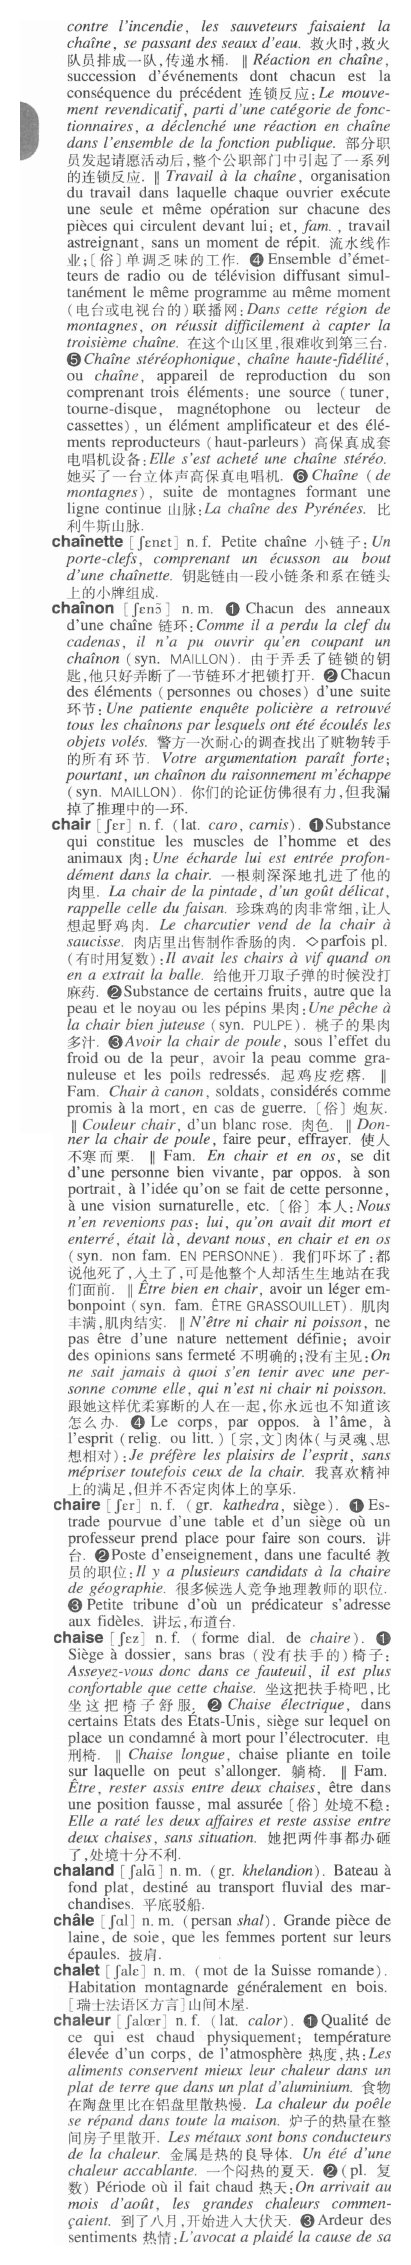 contre l'incendie, les sauveteurs faisaient la
chaîne, se passant des seaux d'eau. 救火时,救火
队员排成一队,传递水桶. ‖ Réaction en chaîne,
succession d'événements dont chacun est la
conséquence du précédent 连锁反应:Le mouve-
ment revendicatif, parti d'une catégorie de fonc-
tionnaires, a déclenché une réaction en chaîne
dans l'ensemble de la fonction publique. 部分职
员发起请愿活动后,整个公职部门中引起了一系列
的连锁反应. ‖ Travail à la chaîne, organisation
du travail dans laquelle chaque ouvrier exécute
une seule et même opération sur chacune des
pièces qui circulent devant lui; et, fam., travail
astreignant, sans un moment de répit. 流水线作
业;〔俗〕单调乏味的工作. ❹ Ensemble d'émet-
teurs de radio ou de télévision diffusant simul-
tanément le même programme au même moment
(电台或电视台的)联播网:Dans cette région de
montagnes, on réussit difficilement à capter la
troisième chaîne. 在这个山区里,很难收到第三台.
❺ Chaîne stéréophonique, chaîne haute-fidélité,
ou chaîne, appareil de reproduction du son
comprenant trois éléments: une source (tuner,
tourne-disque, magnétophone ou lecteur de
cassettes), un élément amplificateur et des élé-
ments reproducteurs (haut-parleurs) 高保真成套
电唱机设备:Elle s'est acheté une chaîne stéréo.
她买了一台立体声高保真电唱机. ❻ Chaîne (de
montagnes), suite de montagnes formant une
ligne continue 山脉:La chaîne des Pyrénées. 比
利牛斯山脉.
chaînette [ʃɛnɛt] n.f. Petite chaîne 小链子:Un
porte-clefs, comprenant un écusson au bout
d'une chaînette. 钥匙链由一段小链条和系在链头
上的小牌组成.
chaînon [ʃɛnɔ̃] n.m. ❶ Chacun des anneaux
d'une chaîne 链环:Comme il a perdu la clef du
cadenas, il n'a pu ouvrir qu'en coupant un
chaînon (syn. MAILLON). 由于弄丢了链锁的钥
匙,他只好弄断了一节链环才把锁打开. ❷ Chacun
des éléments (personnes ou choses) d'une suite
环节:Une patiente enquête policière a retrouvé
tous les chaînons par lesquels ont été écoulés les
objets volés. 警方一次耐心的调查找出了赃物转手
的所有环节. Votre argumentation paraît forte;
pourtant, un chaînon du raisonnement m'échappe
(syn. MAILLON). 你们的论证仿佛很有力,但我漏
掉了推理中的一环.
chair [ʃɛr] n.f. (lat. caro, carnis). ❶ Substance
qui constitue les muscles de l'homme et des
animaux 肉:Une écharde lui est entrée profon-
dément dans la chair. 一根刺深深地扎进了他的
肉里. La chair de la pintade, d'un goût délicat,
rappelle celle du faisan. 珍珠鸡的肉非常细,让人
想起野鸡肉. Le charcutier vend de la chair à
saucisse. 肉店里出售制作香肠的肉. ◇ parfois pl.
(有时用复数):Il avait les chairs à vif quand on
en a extrait la balle. 给他开刀取子弹的时候没打
麻药. ❷ Substance de certains fruits, autre que la
peau et le noyau ou les pépins 果肉:Une pêche à
la chair bien juteuse (syn. PULPE). 桃子的果肉
多汁. ❸ Avoir la chair de poule, sous l'effet du
froid ou de la peur, avoir la peau comme gra-
nuleuse et les poils redressés. 起鸡皮疙瘩. ‖
Fam. Chair à canon, soldats, considérés comme
promis à la mort, en cas de guerre. 〔俗〕炮灰.
‖ Couleur chair, d'un blanc rose. 肉色. ‖ Don-
ner la chair de poule, faire peur, effrayer. 使人
不寒而栗. ‖ Fam. En chair et en os, se dit
d'une personne bien vivante, par oppos. à son
portrait, à l'idée qu'on se fait de cette personne,
à une vision surnaturelle, etc. 〔俗〕本人:Nous
n'en revenions pas: lui, qu'on avait dit mort et
enterré, était là, devant nous, en chair et en os
(syn. non fam. EN PERSONNE). 我们吓坏了:都
说他死了,入土了,可是他整个人却活生生地站在我
们面前. ‖ Être bien en chair, avoir un léger em-
bonpoint (syn. fam. ÊTRE GRASSOUILLET). 肌肉
丰满,肌肉结实. ‖ N'être ni chair ni poisson, ne
pas être d'une nature nettement définie; avoir
des opinions sans fermeté 不明确的;没有主见:On
ne sait jamais à quoi s'en tenir avec une per-
sonne comme elle, qui n'est ni chair ni poisson.
跟她这样优柔寡断的人在一起,你永远也不知道该
怎么办. ❹ Le corps, par oppos. à l'âme, à
l'esprit (relig. ou litt.) 〔宗,文〕肉体(与灵魂、思
想相对):Je préfère les plaisirs de l'esprit, sans
mépriser toutefois ceux de la chair. 我喜欢精神
上的满足,但并不否定肉体上的享乐.
chaire [ʃɛr] n.f. (gr. kathedra, siège). ❶ Es-
trade pourvue d'une table et d'un siège où un
professeur prend place pour faire son cours. 讲
台. ❷ Poste d'enseignement, dans une faculté 教
员的职位:Il y a plusieurs candidats à la chaire
de géographie. 很多候选人竞争地理教师的职位.
❸ Petite tribune d'où un prédicateur s'adresse
aux fidèles. 讲坛,布道台.
chaise [ʃɛz] n.f. (forme dial. de chaire). ❶
Siège à dossier, sans bras (没有扶手的)椅子:
Asseyez-vous donc dans ce fauteuil, il est plus
confortable que cette chaise. 坐这把扶手椅吧,比
坐这把椅子舒服. ❷ Chaise électrique, dans
certains États des États-Unis, siège sur lequel on
place un condamné à mort pour l'électrocuter. 电
刑椅. ‖ Chaise longue, chaise pliante en toile
sur laquelle on peut s'allonger. 躺椅. ‖ Fam.
Être, rester assis entre deux chaises, être dans
une position fausse, mal assurée 〔俗〕处境不稳:
Elle a raté les deux affaires et reste assise entre
deux chaises, sans situation. 她把两件事都办砸
了,处境十分不利.
chaland [ʃalɑ̃] n.m. (gr. khelandion). Bateau à
fond plat, destiné au transport fluvial des mar-
chandises. 平底驳船.
châle [ʃɑl] n.m. (persan shal). Grande pièce de
laine, de soie, que les femmes portent sur leurs
épaules. 披肩.
chalet [ʃalɛ] n.m. (mot de la Suisse romande).
Habitation montagnarde généralement en bois.
[瑞士法语区方言]山间木屋.
chaleur [ʃalœr] n.f. (lat. calor). ❶ Qualité de
ce qui est chaud physiquement; température
élevée d'un corps, de l'atmosphère 热度,热:Les
aliments conservent mieux leur chaleur dans un
plat de terre que dans un plat d'aluminium. 食物
在陶盘里比在铝盘里散热慢. La chaleur du poêle
se répand dans toute la maison. 炉子的热量在整
间房子里散开. Les métaux sont bons conducteurs
de la chaleur. 金属是热的良导体. Un été d'une
chaleur accablante. 一个闷热的夏天. ❷ (pl. 复
数) Période où il fait chaud 热天:On arrivait au
mois d'août, les grandes chaleurs commen-
çaient. 到了八月,开始进入大伏天. ❸ Ardeur des
sentiments 热情:L'avocat a plaidé la cause de sa